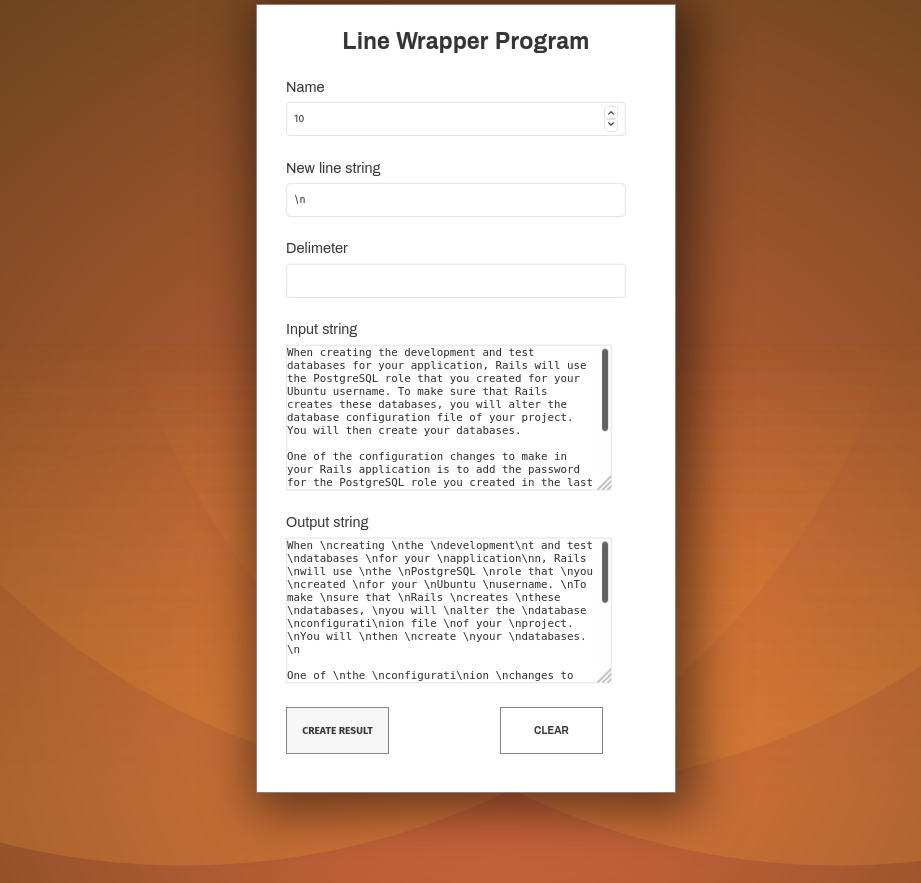 Line Wrapper Program
Name
10
New line string
\n
Delimeter
Input string
When creating the development and test
databases for your application, Rails will use
the PostgreSQL role that you created for your
Ubuntu username. To make sure that Rails
creates these databases, you will alter the
database configuration file of your project.
You will then create your databases.
One of the configuration changes to make in
your Rails application is to add the password
for the PostgreSQL role you created in the last
Output string
When \ncreating \nthe \ndevelopment\nt and test
\ndatabases \nfor your \napplication\nn, Rails
\nwill use \nthe \nPostgreSQL \nrole that \nyou
\ncreated \nfor your \nUbuntu \nusername. \nTo
make \nsure that \nRails \ncreates \nthese
\ndatabases, \nyou will \nalter the \ndatabase
\nconfigurati\nion file \nof your \nproject.
\nYou will \nthen \ncreate \nyour \ndatabases.
\n
One of \nthe \nconfigurati\nion \nchanges to
CREATE RESULT
CLEAR